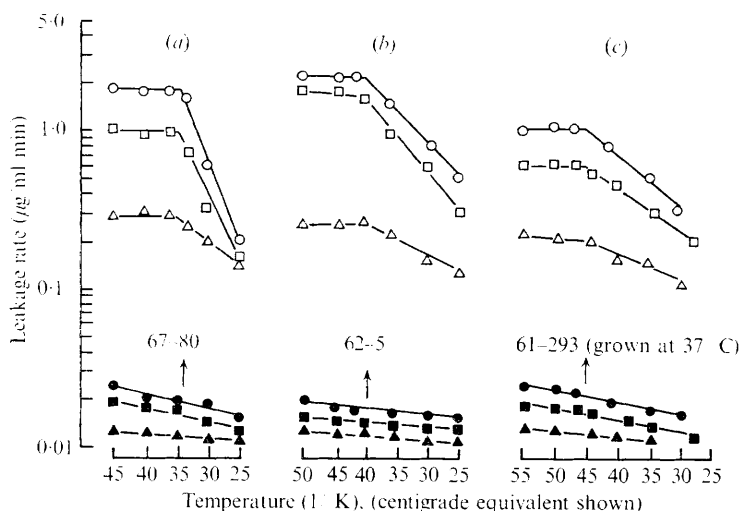 5·0
(a)
(b)
(c)
1·0
0·1
0·01
Leakage rate (μg ml min)
67–80
62–5
61–293 (grown at 37 C)
45 40 35 30 25
50 45 40 35 30 25
55 50 45 40 35 30 25
Temperature (1 K), (centigrade equivalent shown)